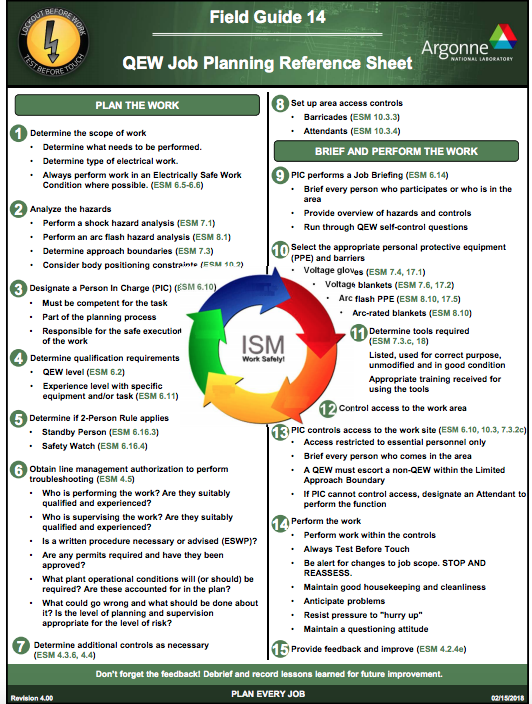 LOCKOUT BEFORE WORK
TEST BEFORE TOUCH
Field Guide 14
QEW Job Planning Reference Sheet
Argonne
NATIONAL LABORATORY
PLAN THE WORK
1 Determine the scope of work
• Determine what needs to be performed.
• Determine type of electrical work.
• Always perform work in an Electrically Safe Work
Condition where possible. (ESM 6.5-6.6)
2 Analyze the hazards
• Perform a shock hazard analysis (ESM 7.1)
• Perform an arc flash hazard analysis (ESM 8.1)
• Determine approach boundaries (ESM 7.3)
• Consider body positioning constraints (ESM 10.2)
3 Designate a Person In Charge (PIC) (ESM 6.10)
• Must be competent for the task
• Part of the planning process
• Responsible for the safe execution
of the work
4 Determine qualification requirements
• QEW level (ESM 6.2)
• Experience level with specific
equipment and/or task (ESM 6.11)
5 Determine if 2-Person Rule applies
• Standby Person (ESM 6.16.3)
• Safety Watch (ESM 6.16.4)
6 Obtain line management authorization to perform
troubleshooting (ESM 4.5)
• Who is performing the work? Are they suitably
qualified and experienced?
• Who is supervising the work? Are they suitably
qualified and experienced?
• Is a written procedure necessary or advised (ESWP)?
• Are any permits required and have they been
approved?
• What plant operational conditions will (or should) be
required? Are these accounted for in the plan?
• What could go wrong and what should be done about
it? Is the level of planning and supervision
appropriate for the level of risk?
7 Determine additional controls as necessary
(ESM 4.3.6, 4.4)
ISM
Work Safely!
8 Set up area access controls
• Barricades (ESM 10.3.3)
• Attendants (ESM 10.3.4)
BRIEF AND PERFORM THE WORK
9 PIC performs a Job Briefing (ESM 6.14)
• Brief every person who participates or who is in the
area
• Provide overview of hazards and controls
• Run through QEW self-control questions
10 Select the appropriate personal protective equipment
(PPE) and barriers
• Voltage gloves (ESM 7.4, 17.1)
• Voltage blankets (ESM 7.6, 17.2)
• Arc flash PPE (ESM 8.10, 17.5)
• Arc-rated blankets (ESM 8.10)
11 Determine tools required
(ESM 7.3.c, 18)
Listed, used for correct purpose,
unmodified and in good condition
Appropriate training received for
using the tools
12 Control access to the work area
13 PIC controls access to the work site (ESM 6.10, 10.3, 7.3.2c)
• Access restricted to essential personnel only
• Brief every person who comes in the area
• A QEW must escort a non-QEW within the Limited
Approach Boundary
• If PIC cannot control access, designate an Attendant to
perform the function
14 Perform the work
• Perform work within the controls
• Always Test Before Touch
• Be alert for changes to job scope. STOP AND
REASSESS.
• Maintain good housekeeping and cleanliness
• Anticipate problems
• Resist pressure to "hurry up"
• Maintain a questioning attitude
15 Provide feedback and improve (ESM 4.2.4e)
Don't forget the feedback! Debrief and record lessons learned for future improvement.
Revision 4.00
PLAN EVERY JOB
02/15/2018